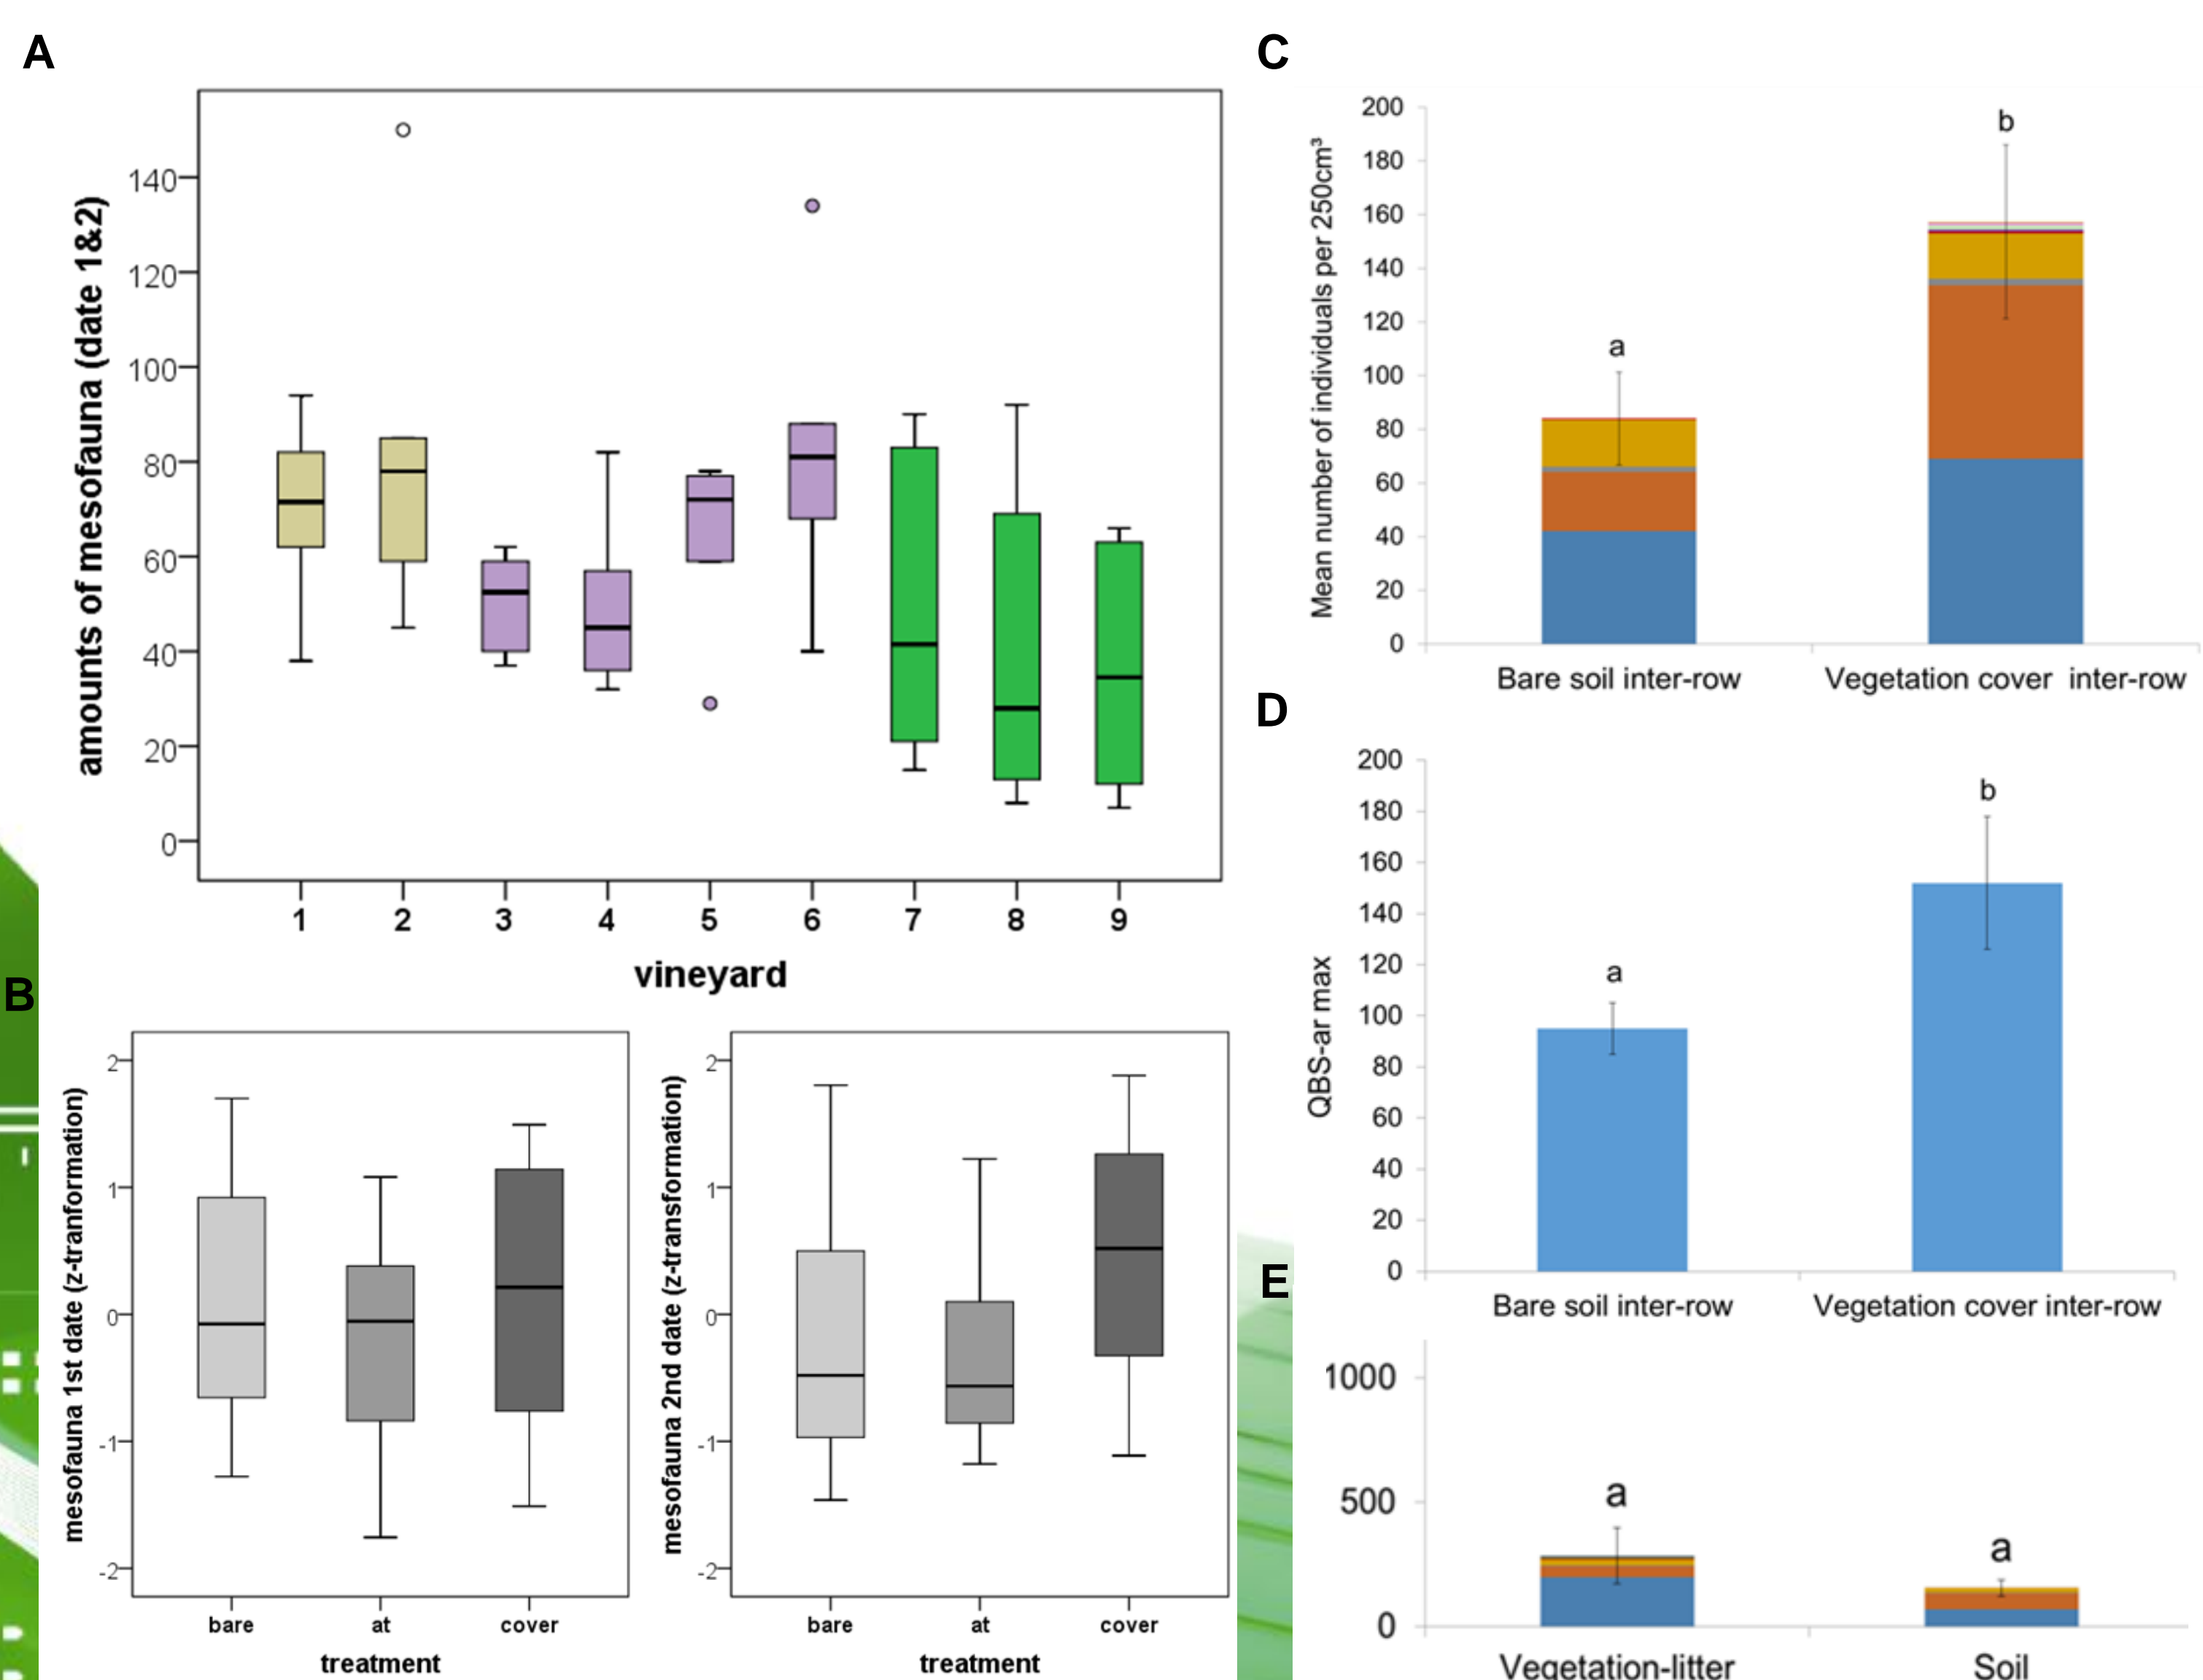 A
amounts of mesofauna (date 1&2)
140
120
100
80
60
40
20
0
1 2 3 4 5 6 7 8 9
vineyard
B
mesofauna 1st date (z-tranformation)
2
1
0
-1
-2
bare at cover
treatment
mesofauna 2nd date (z-transformation)
2
1
0
-1
-2
bare at cover
treatment
C
Mean number of individuals per 250cm³
200
180
160
140
120
100
80
60
40
20
0
a
b
Bare soil inter-row
Vegetation cover inter-row
D
QBS-ar max
200
180
160
140
120
100
80
60
40
20
0
a
b
Bare soil inter-row
Vegetation cover inter-row
E
1000
500
0
a
a
Vegetation-litter
Soil